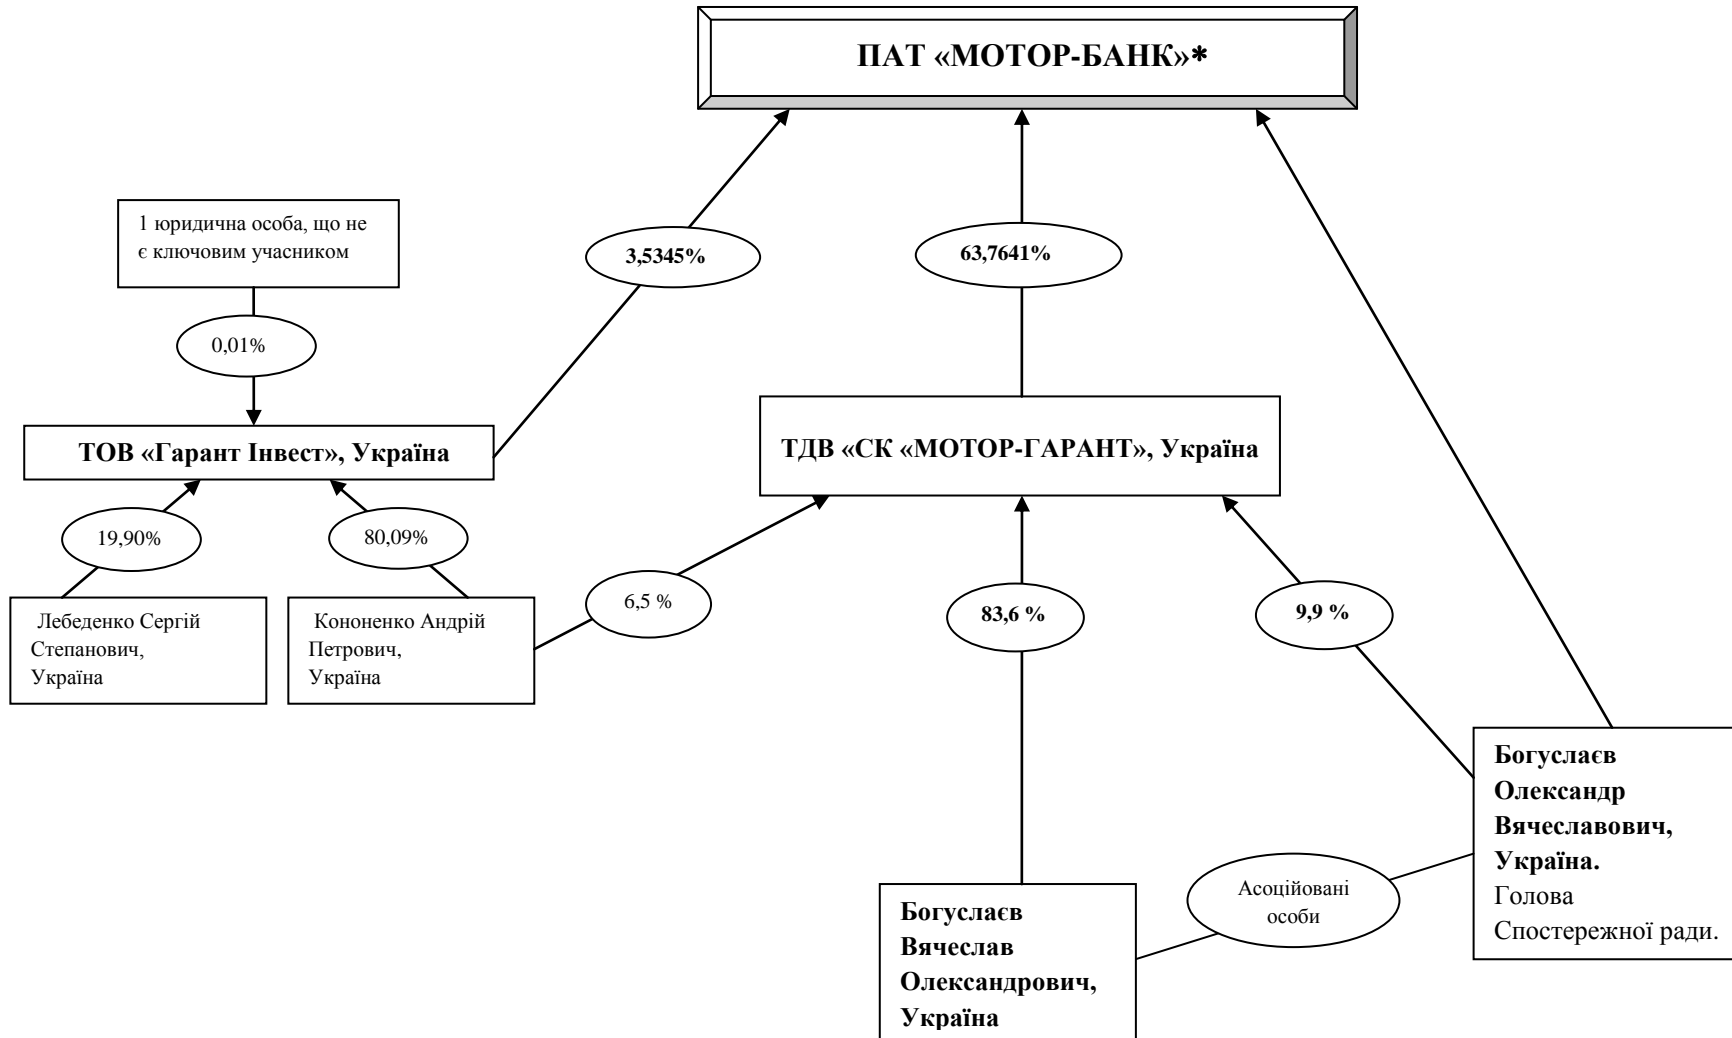 ПАТ «МОТОР-БАНК»*
1 юридична особа, що не
є ключовим учасником
3,5345%
63,7641%
0,01%
ТОВ «Гарант Інвест», Україна
ТДВ «СК «МОТОР-ГАРАНТ», Україна
19,90%
80,09%
6,5 %
83,6 %
9,9 %
Лебеденко Сергій
Степанович,
Україна
Кононенко Андрій
Петрович,
Україна
Богуслаєв
Олександр
Вячеславович,
Україна.
Голова
Спостережної ради.
Асоційовані
особи
Богуслаєв
Вячеслав
Олександрович,
Україна